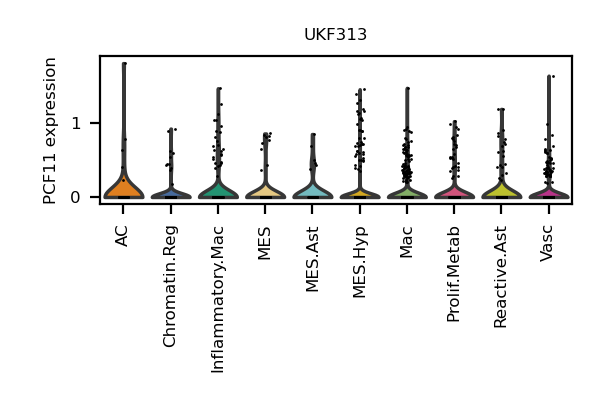 UKF313
PCF11 expression
1
0
AC
Chromatin.Reg
Inflammatory.Mac
MES
MES.Ast
MES.Hyp
Mac
Prolif.Metab
Reactive.Ast
Vasc